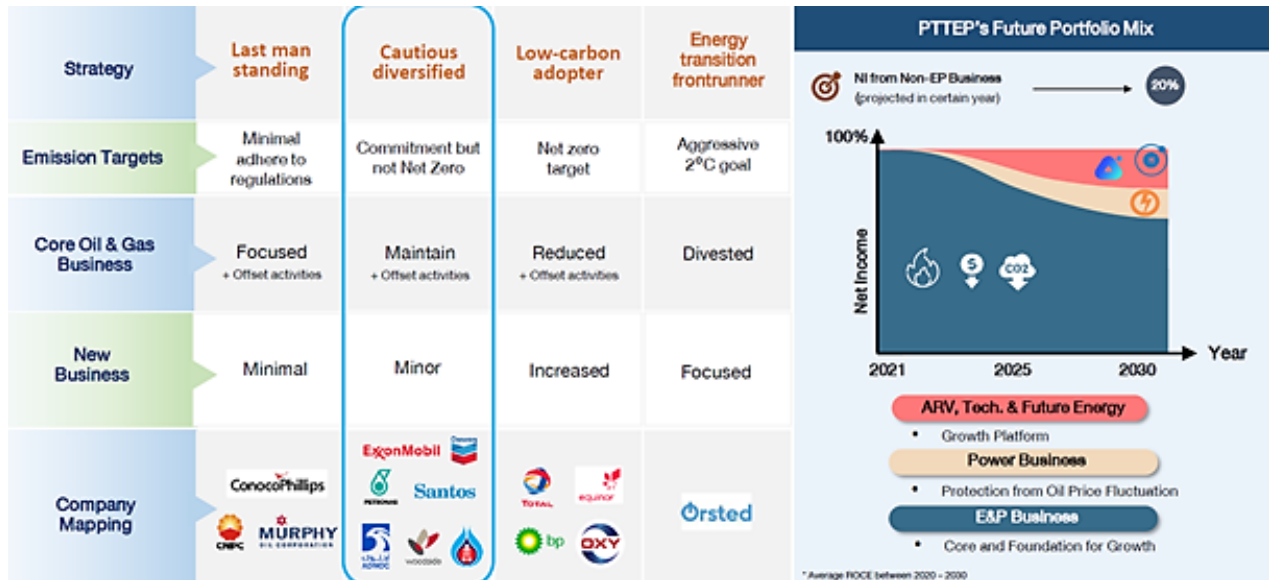 Strategy
Last man
standing
Cautious
diversified
Low-carbon
adopter
Energy
transition
frontrunner
Emission Targets
Minimal
adhere to
regulations
Commitment but
not Net Zero
Net zero
target
Aggressive
2°C goal
Core Oil & Gas
Business
Focused
+ Offset activities
Maintain
+ Offset activities
Reduced
+ Offset activities
Divested
New
Business
Minimal
Minor
Increased
Focused
Company
Mapping
ConocoPhillips
CNPC
MURPHY
OIL CORPORATION
ExxonMobil
Chevron
PETRONAS
Santos
ADNOC
woodside
TOTAL
equinor
bp
OXY
Ørsted
PTTEP's Future Portfolio Mix
NI from Non-EP Business
(projected in certain year)
20%
100%
Net Income
S
CO2
Year
2021
2025
2030
ARV, Tech. & Future Energy
• Growth Platform
Power Business
• Protection from Oil Price Fluctuation
E&P Business
• Core and Foundation for Growth
* Average ROCE between 2020 - 2030